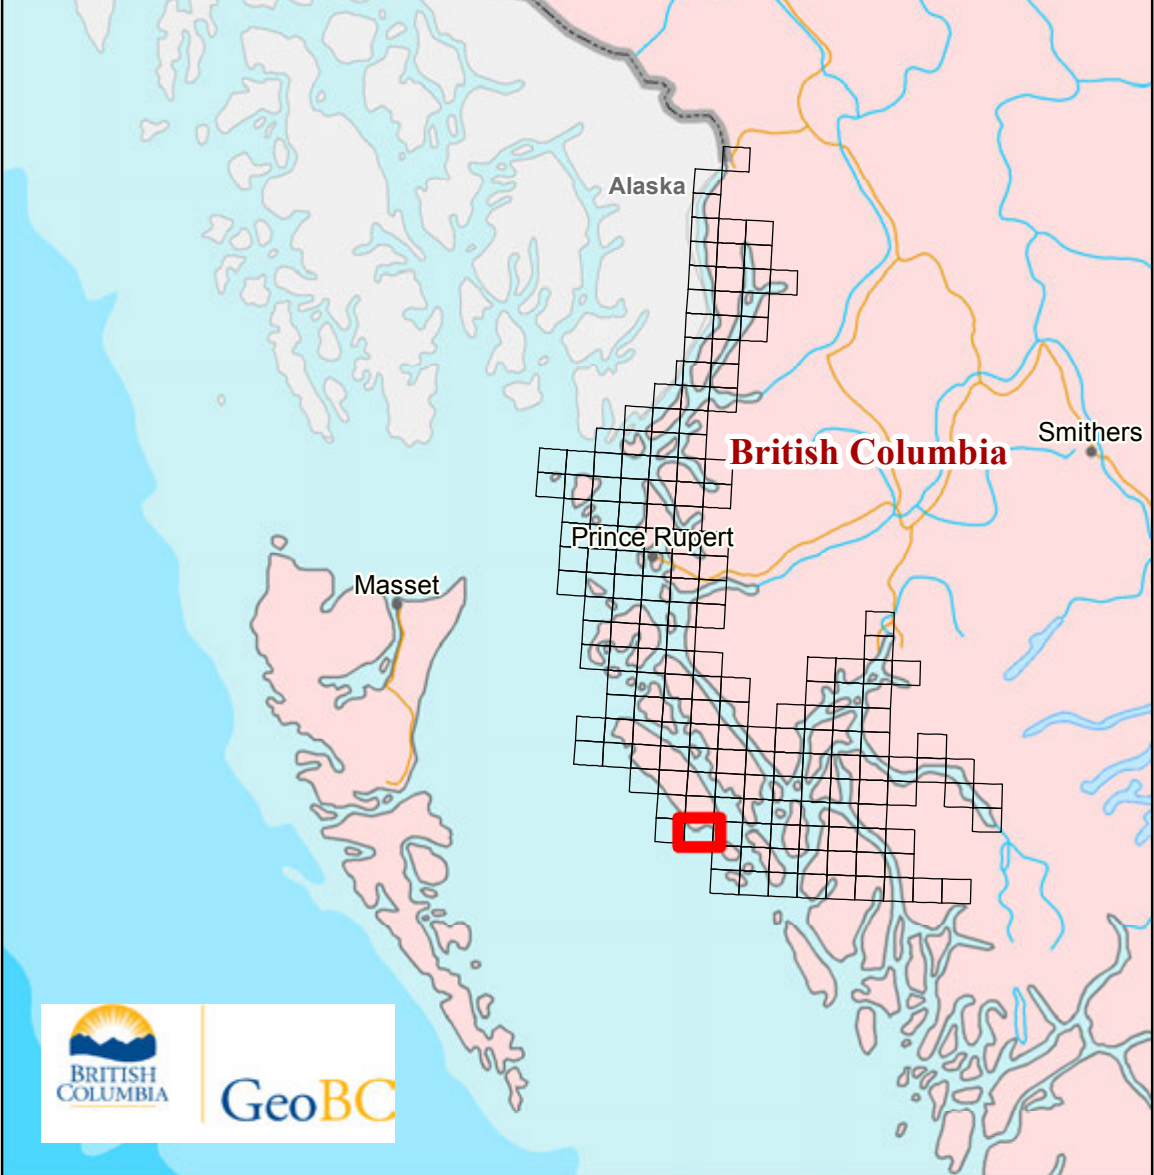 Alaska
Smithers
British Columbia
Prince Rupert
Masset
BRITISH
COLUMBIA
GeoBC